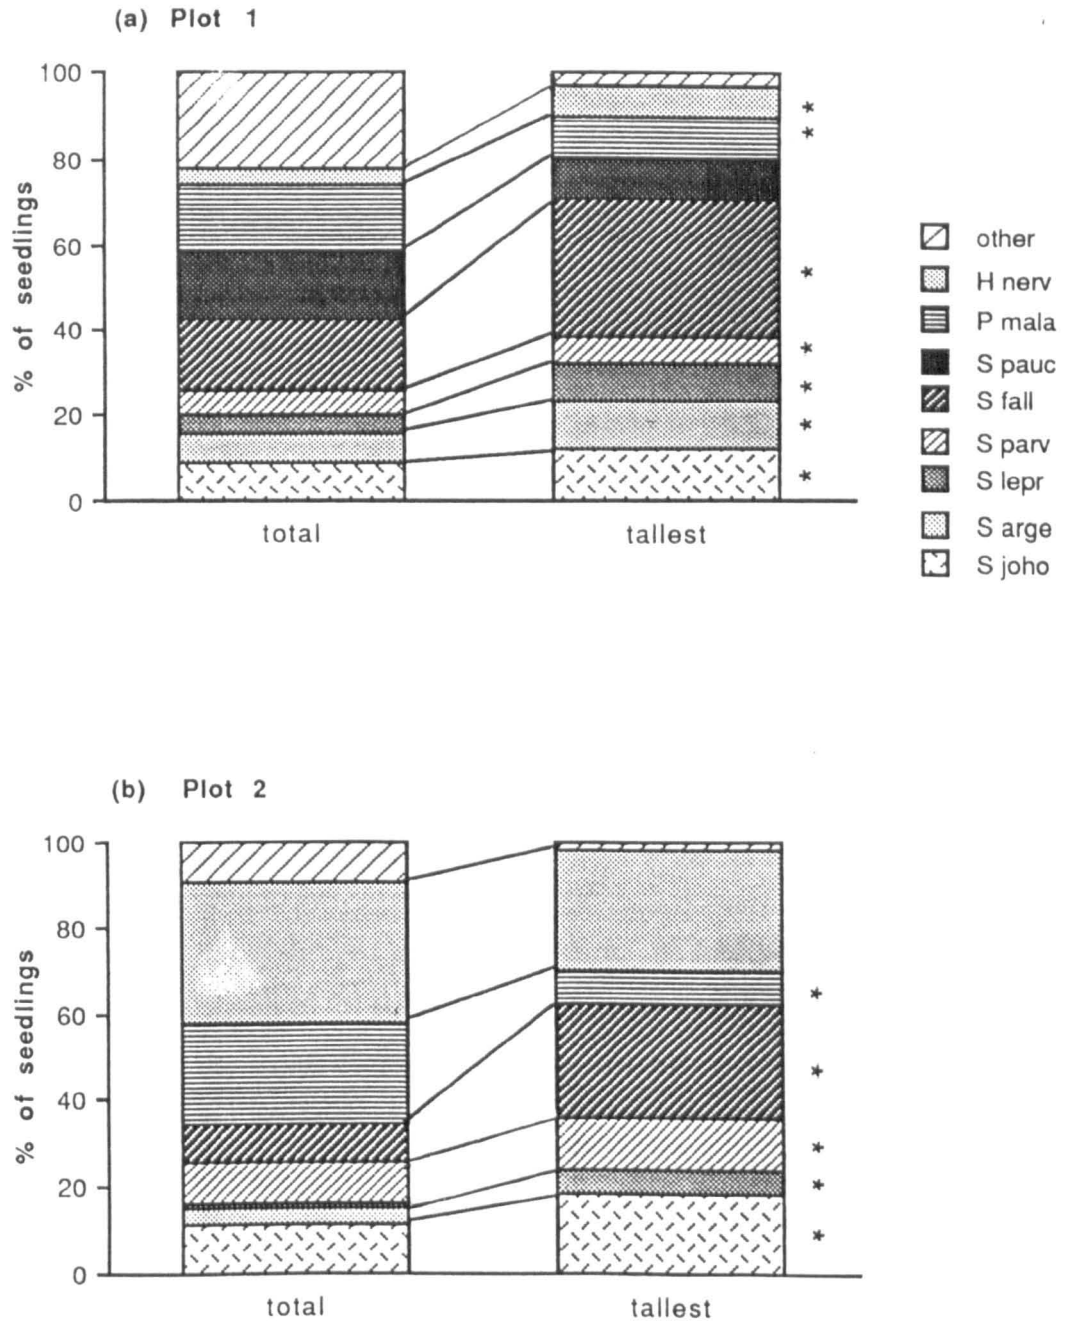 (a) Plot 1
100
80
60
40
20
0
% of seedlings
total
tallest
*
*
*
*
*
*
*
other
H nerv
P mala
S pauc
S fall
S parv
S lepr
S arge
S joho
(b) Plot 2
100
80
60
40
20
0
% of seedlings
total
tallest
*
*
*
*
*